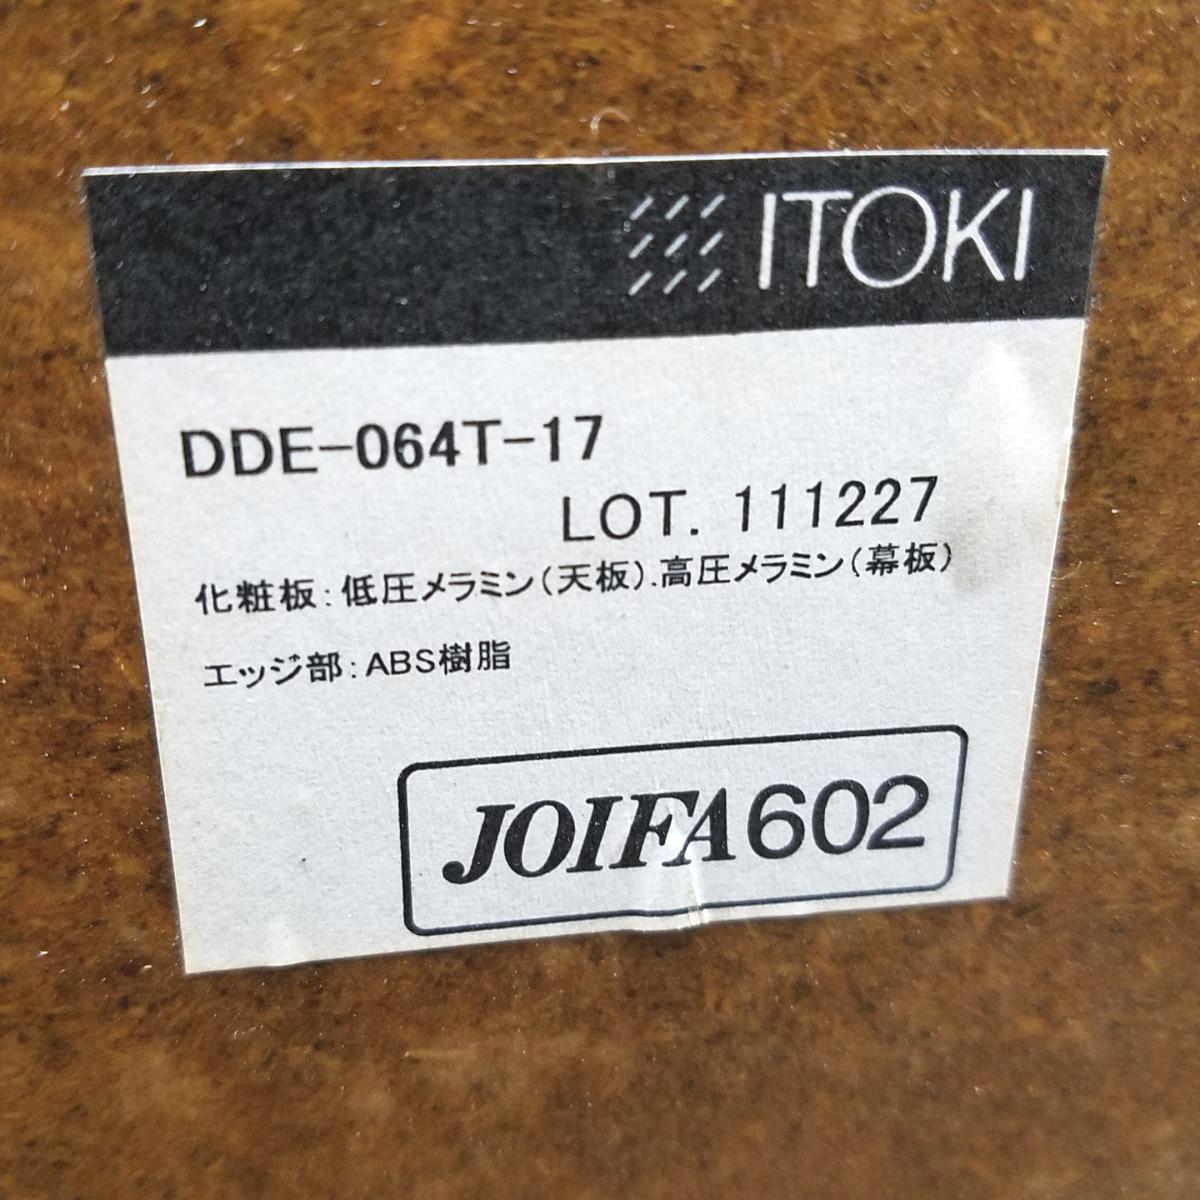 ITOKI
DDE-064T-17
LOT. 111227
化粧板:低圧メラミン(天板).高圧メラミン(幕板)
エッジ部:ABS樹脂
JOIFA602